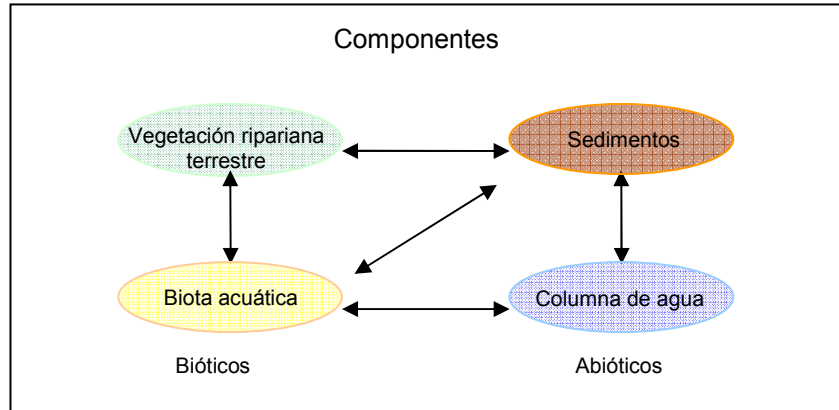 Componentes
Vegetación ripariana
terrestre
Sedimentos
Biota acuática
Columna de agua
Bióticos
Abióticos